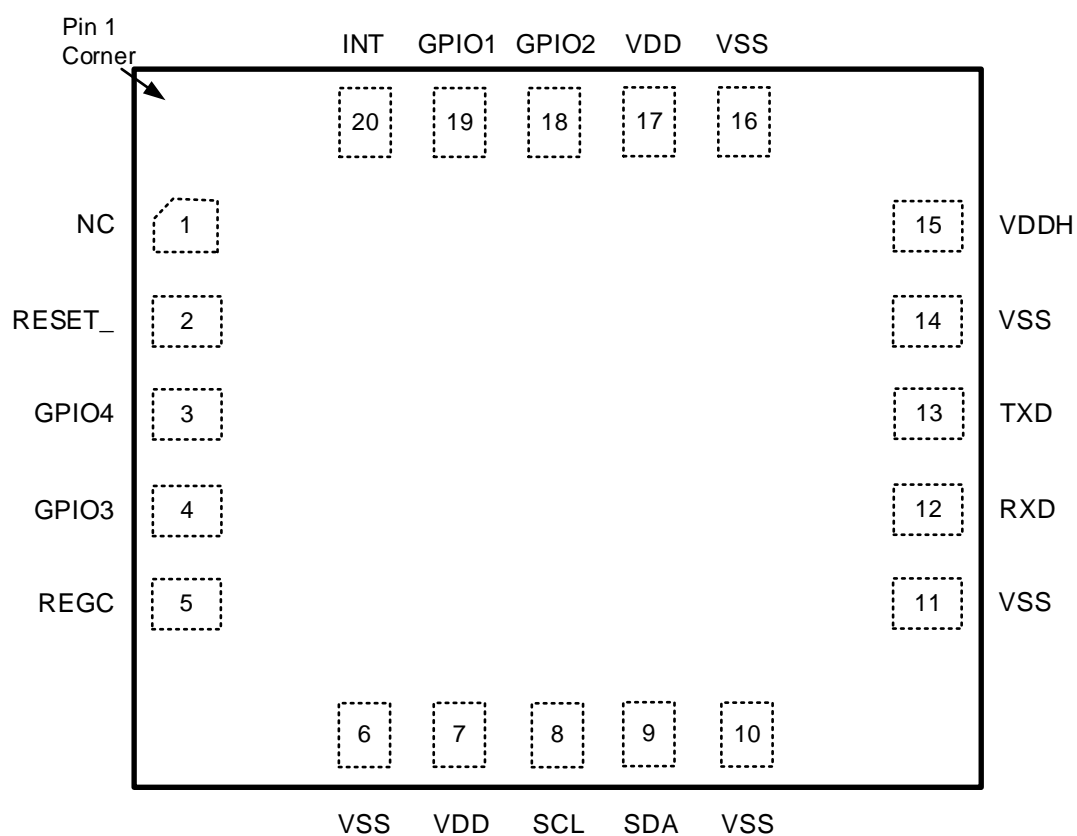 Pin 1
Corner
INT GPIO1 GPIO2 VDD VSS
20 19 18 17 16
NC 1 15 VDDH
RESET_ 2 14 VSS
GPIO4 3 13 TXD
GPIO3 4 12 RXD
REGC 5 11 VSS
6 7 8 9 10
VSS VDD SCL SDA VSS